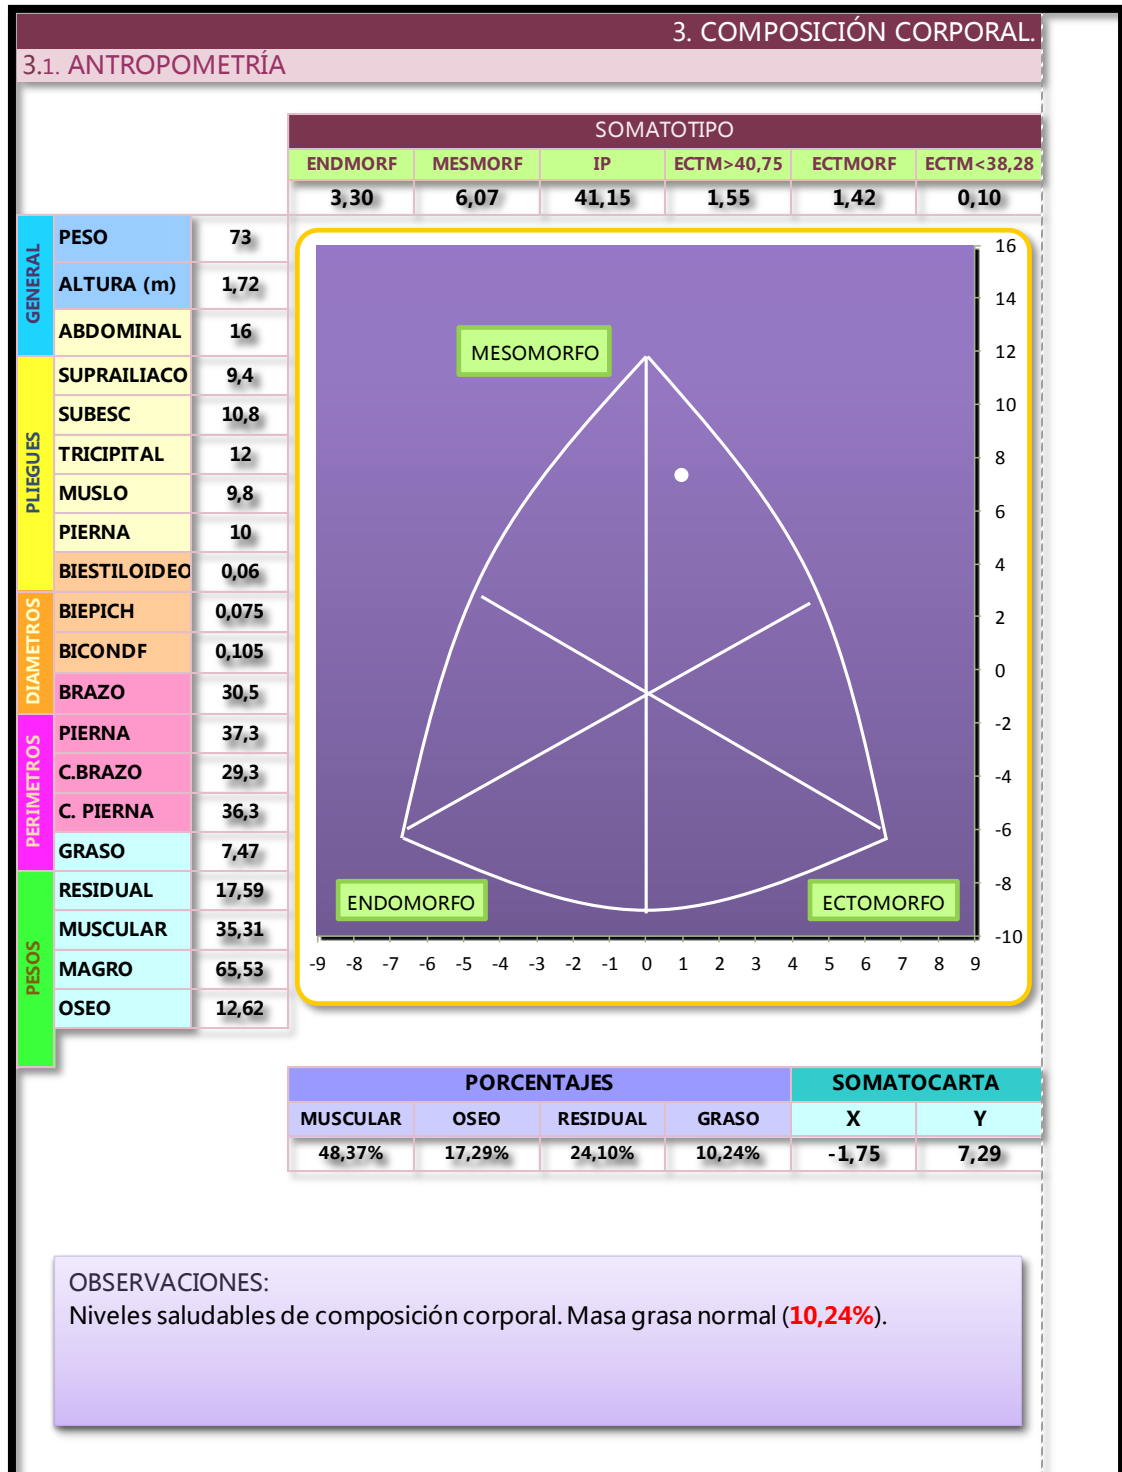 3. COMPOSICIÓN CORPORAL.
3.1. ANTROPOMETRÍA
SOMATOTIPO
ENDMORF MESMORF IP ECTM>40,75 ECTMORF ECTM<38,28
3,30 6,07 41,15 1,55 1,42 0,10
GENERAL
PESO 73
ALTURA (m) 1,72
ABDOMINAL 16
PLIEGUES
SUPRAILIACO 9,4
SUBESC 10,8
TRICIPITAL 12
MUSLO 9,8
PIERNA 10
BIESTILOIDEO 0,06
DIAMETROS
BIEPICH 0,075
BICONDF 0,105
BRAZO 30,5
PERIMETROS
PIERNA 37,3
C.BRAZO 29,3
C. PIERNA 36,3
GRASO 7,47
PESOS
RESIDUAL 17,59
MUSCULAR 35,31
MAGRO 65,53
OSEO 12,62
MESOMORFO
ENDOMORFO
ECTOMORFO
16
14
12
10
8
6
4
2
0
-2
-4
-6
-8
-10
-9 -8 -7 -6 -5 -4 -3 -2 -1 0 1 2 3 4 5 6 7 8 9
PORCENTAJES SOMATOCARTA
MUSCULAR OSEO RESIDUAL GRASO X Y
48,37% 17,29% 24,10% 10,24% -1,75 7,29
OBSERVACIONES:
Niveles saludables de composición corporal. Masa grasa normal (10,24%).